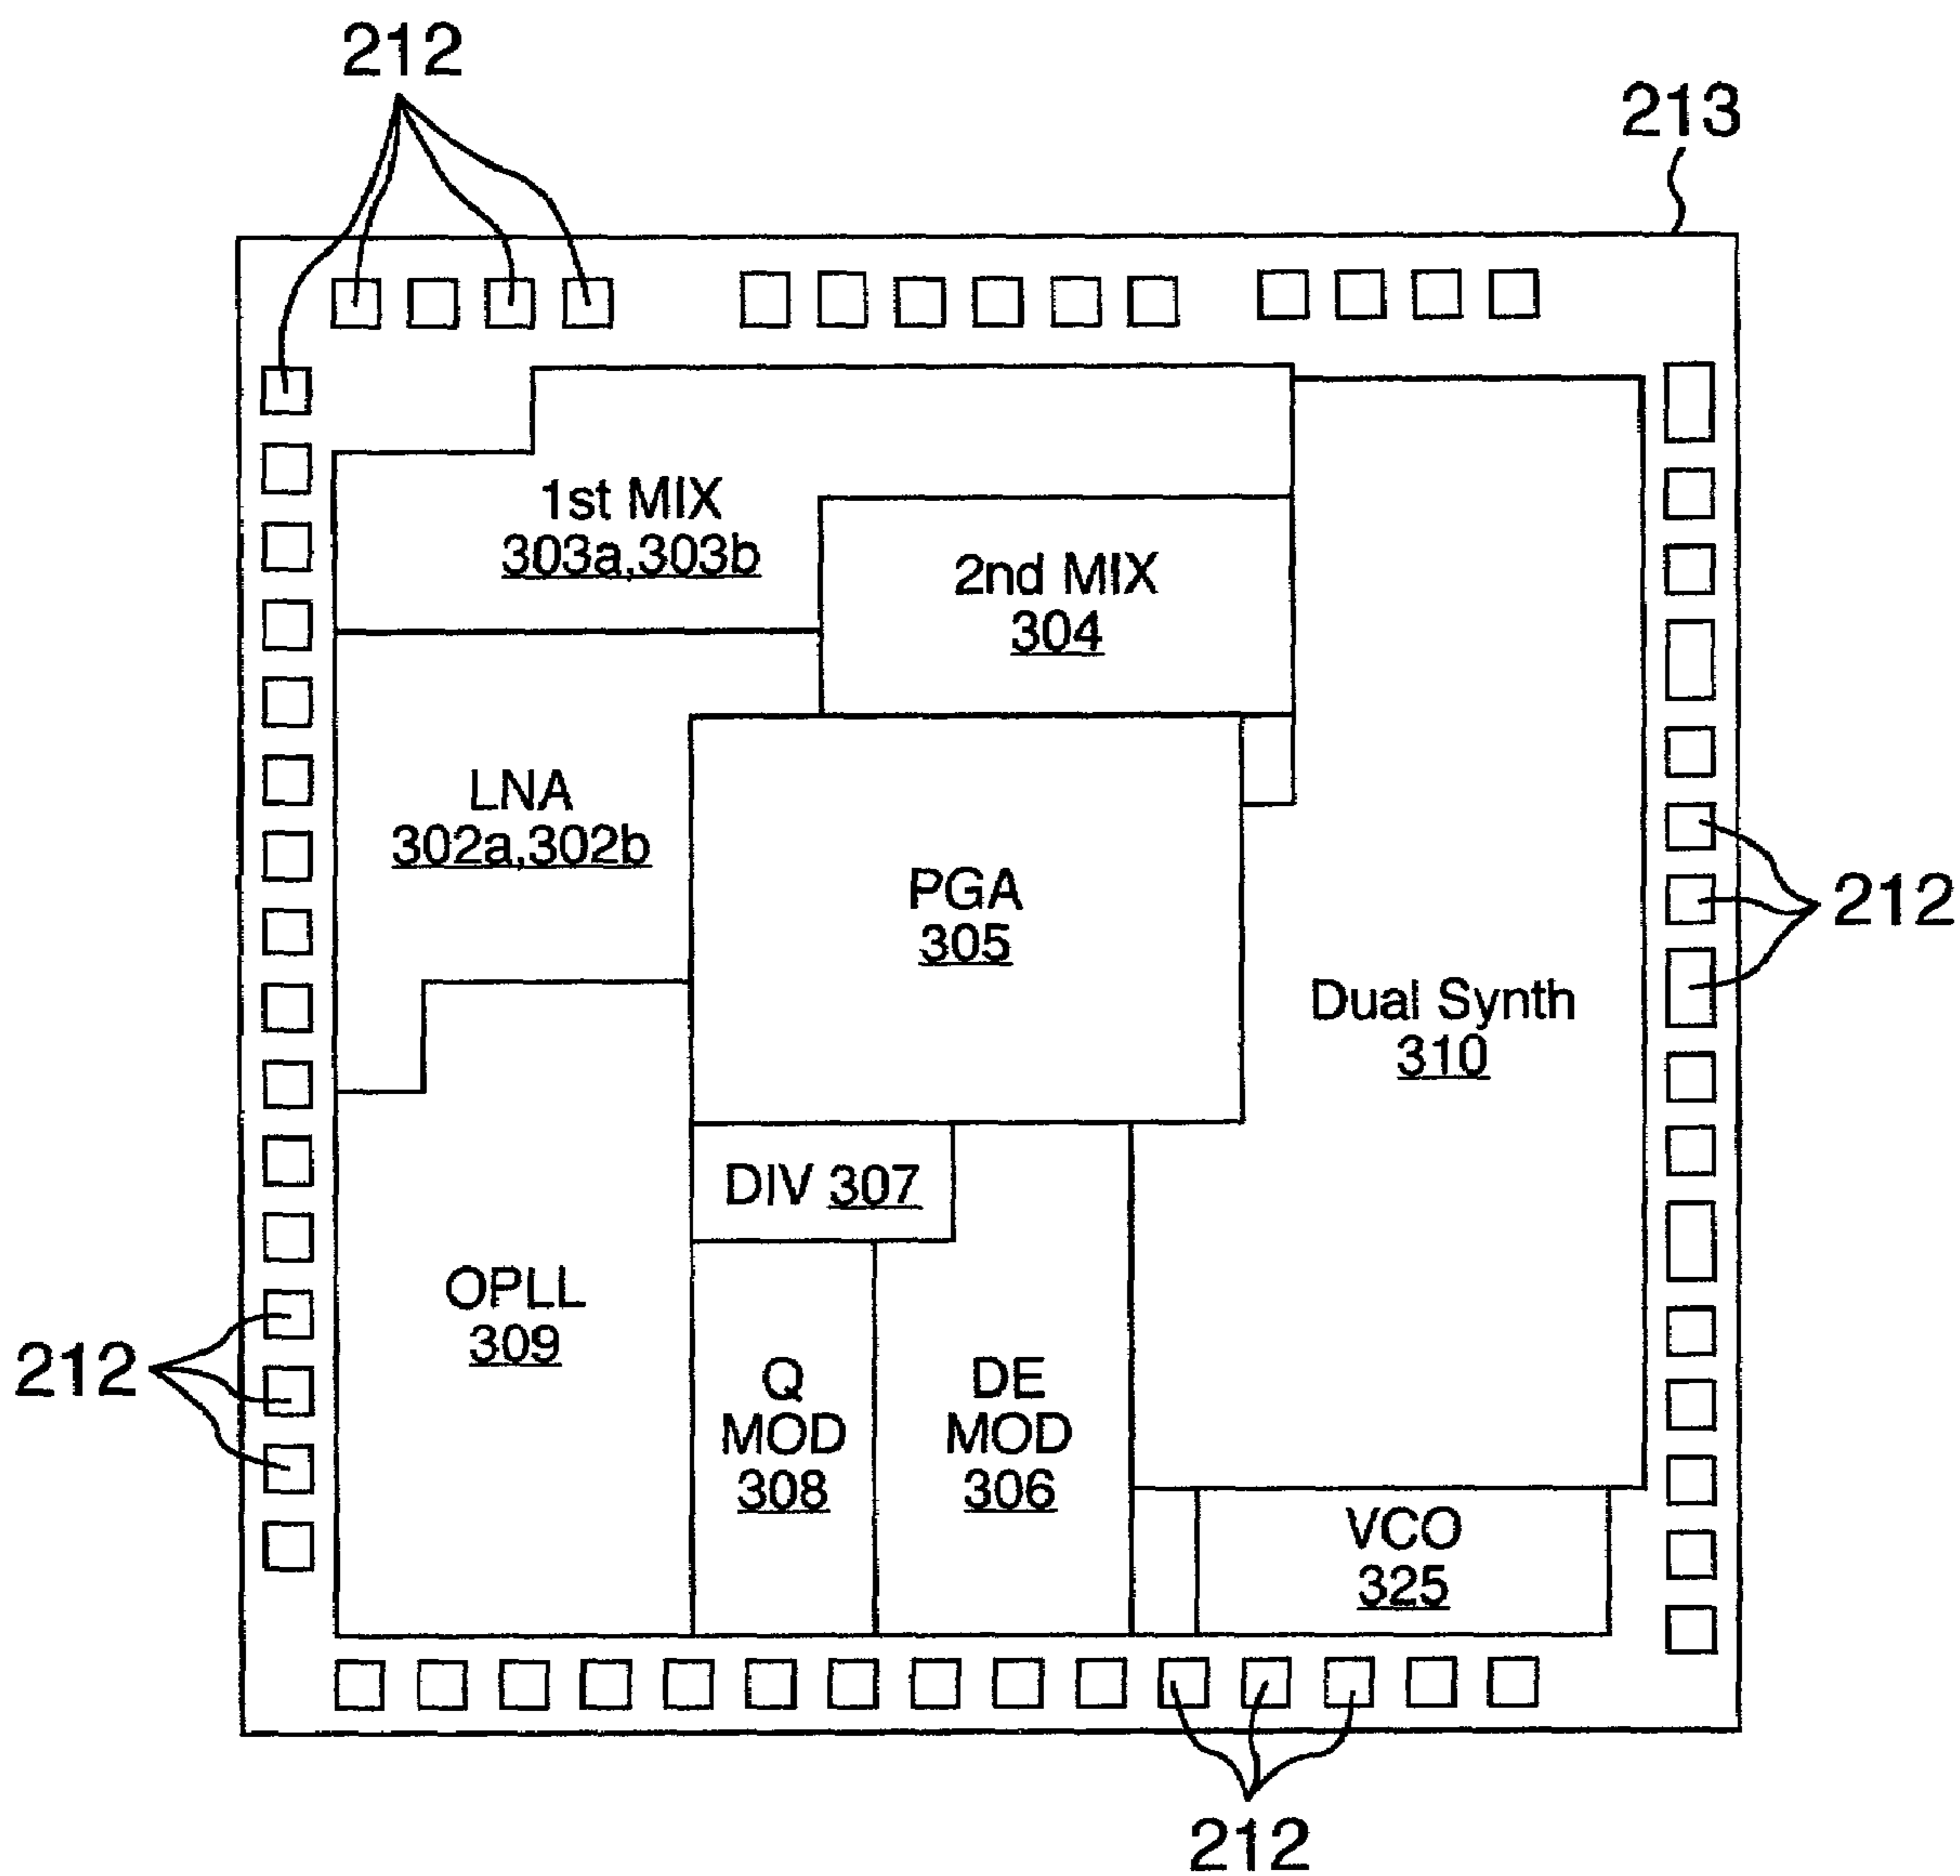 212
213
1st MIX
303a,303b
2nd MIX
304
LNA
302a,302b
PGA
305
212
Dual Synth
310
DIV 307
OPLL
309
212
Q
MOD
308
DE
MOD
306
VCO
325
212